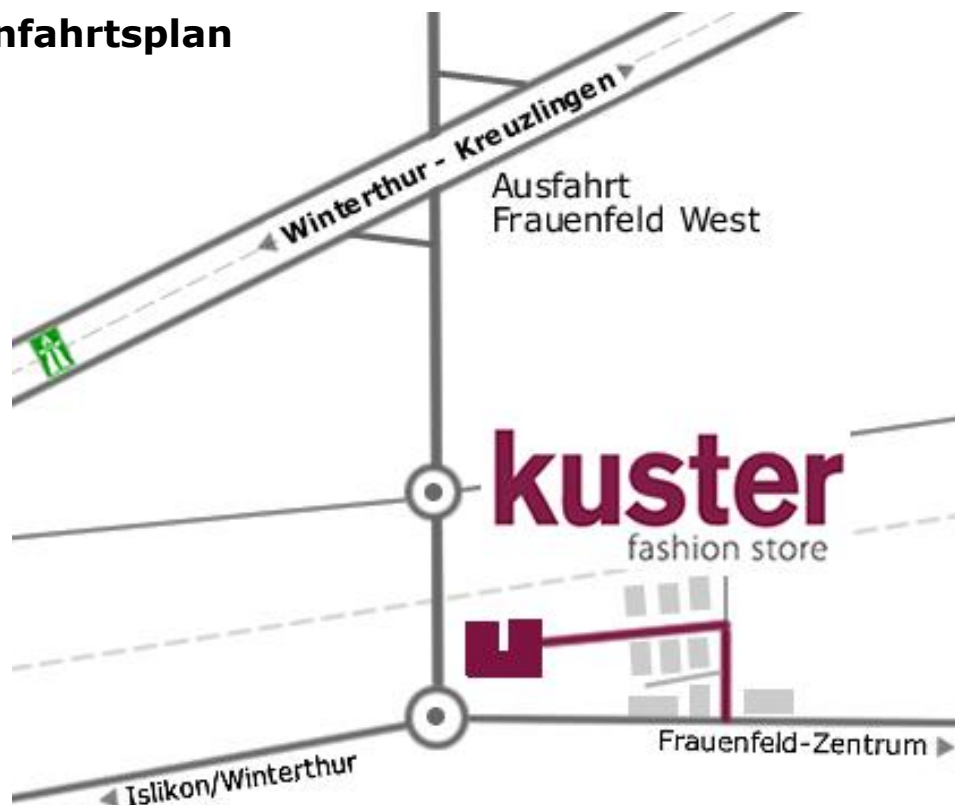 nfahrtsplan
Winterthur - Kreuzlingen
Ausfahrt
Frauenfeld West
kuster
fashion store
Frauenfeld-Zentrum
Islikon/Winterthur